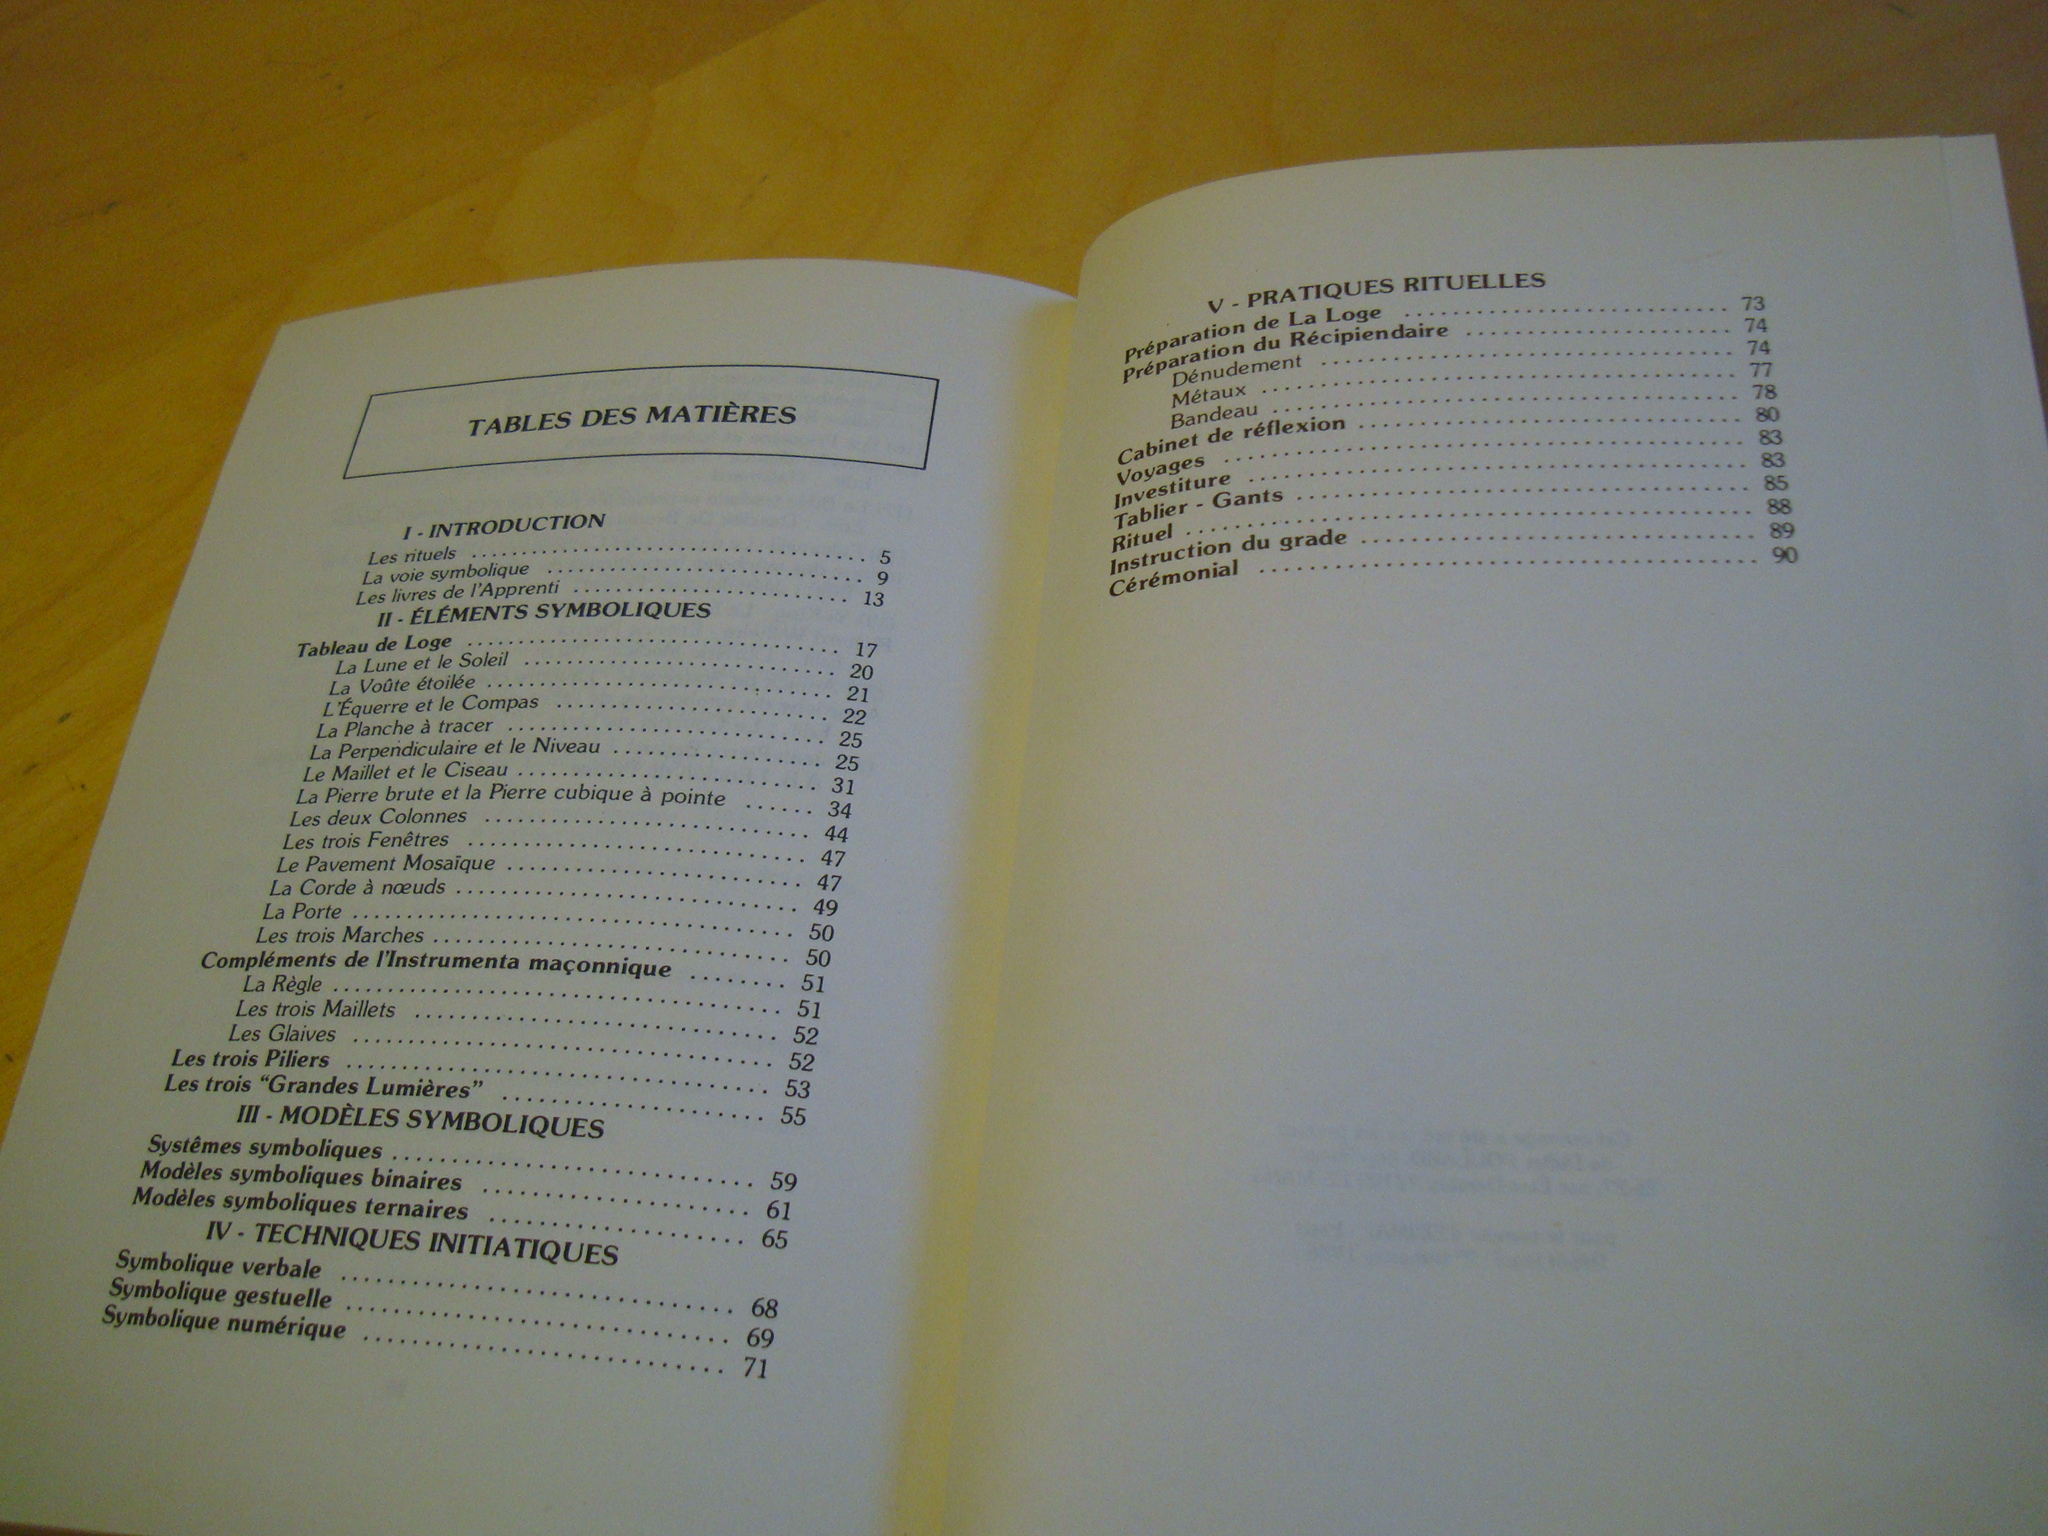 TABLES DES MATIÈRES
I - INTRODUCTION
Les rituels 5
La voie symbolique 9
Les livres de l'Apprenti 13
II - ÉLÉMENTS SYMBOLIQUES
Tableau de Loge 17
La Lune et le Soleil 20
La Voûte étoilée 21
L'Équerre et le Compas 22
La Planche à tracer 25
La Perpendiculaire et le Niveau 25
Le Maillet et le Ciseau 31
La Pierre brute et la Pierre cubique à pointe 34
Les deux Colonnes 44
Les trois Fenêtres 47
Le Pavement Mosaïque 47
La Corde à nœuds 49
La Porte 50
Les trois Marches 50
Compléments de l'Instrumenta maçonnique 51
La Règle 51
Les trois Maillets 52
Les Glaives 52
Les trois Piliers 53
Les trois "Grandes Lumières" 55
III - MODÈLES SYMBOLIQUES
Systêmes symboliques 59
Modèles symboliques binaires 61
Modèles symboliques ternaires 65
IV - TECHNIQUES INITIATIQUES
Symbolique verbale 68
Symbolique gestuelle 69
Symbolique numérique 71
V - PRATIQUES RITUELLES
Préparation de La Loge 73
Préparation du Récipiendaire 74
Dénudement 74
Métaux 77
Bandeau 78
Cabinet de réflexion 80
Voyages 83
Investiture 83
Tablier - Gants 85
Rituel 88
Instruction du grade 89
Cérémonial 90